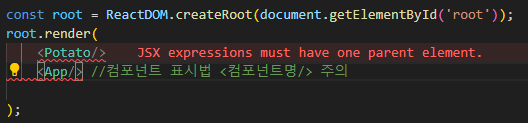 const root = ReactDOM.createRoot(document.getElementById('root'));
root.render(
<Potato/> JSX expressions must have one parent element.
<App/> //컴포넌트 표시법 <컴포넌트명/> 주의
);